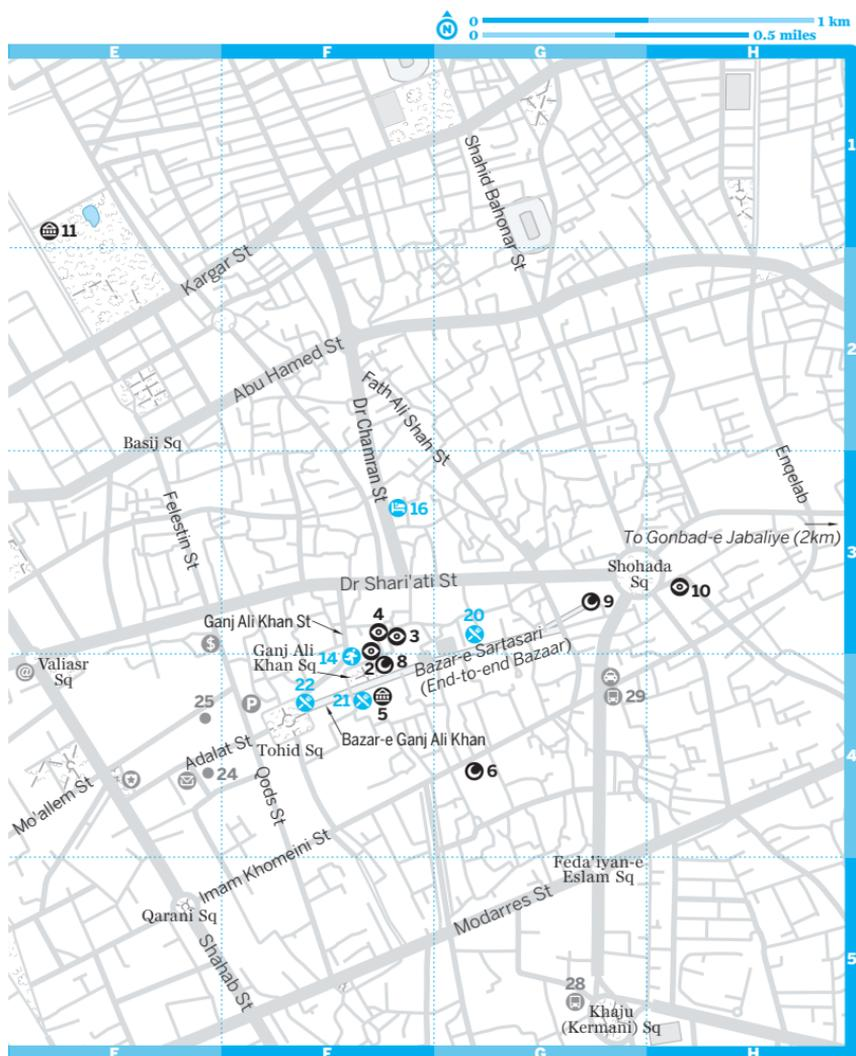 N
0
1 km
0
0.5 miles
E
F
G
H
1
Shahid Bahonar St
11
Kargar St
2
Abu Hamed St
Fath Ali Shah St
Dr Chamran St
Basij Sq
Enqelab
Felestin St
16
To Gonbad-e Jabaliye (2km)
3
Shohada
Sq
Dr Shari'ati St
10
9
4
20
Ganj Ali Khan St
3
$
Ganj Ali
Khan Sq
14
2
8
Bazar-e Sartasari
(End-to-end Bazaar)
@
Valiasr
Sq
22
21
5
29
25
P
Tohid Sq
Bazar-e Ganj Ali Khan
Adalat St
4
24
6
Qods St
Mo'allem St
Imam Khomeini St
Feda'iyan-e
Eslam Sq
Qarani Sq
Modarres St
Shahab St
5
28
Khaju
(Kermani) Sq
E
F
G
H